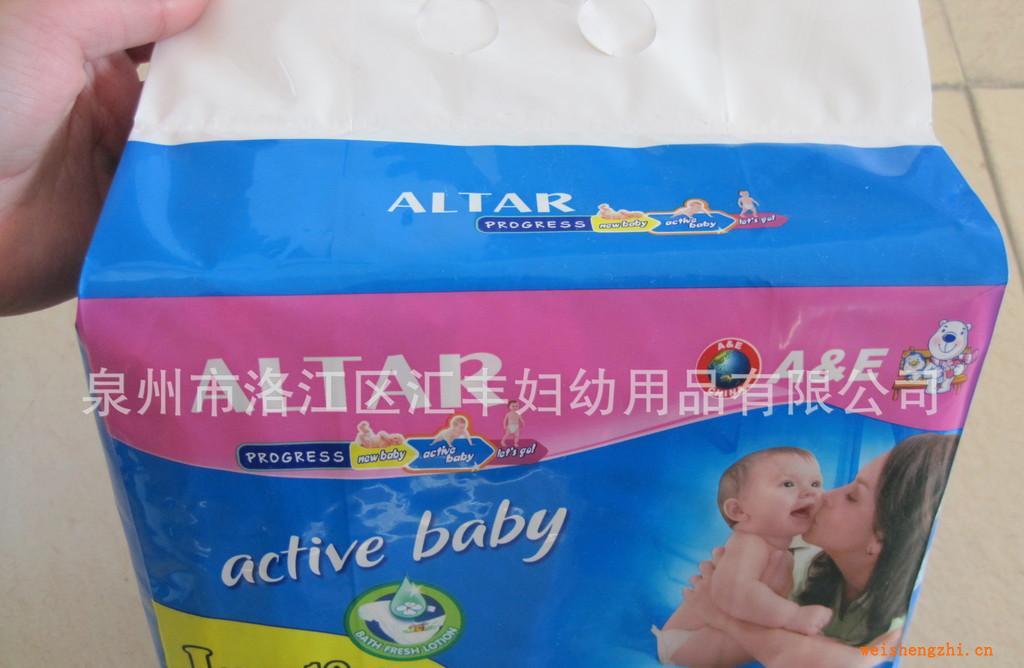 ALTAR
PROGRESS new baby active baby let's go!
ALTAR
A&E
CHINA
A&E
泉州市洛江区汇丰妇幼用品有限公司
PROGRESS new baby active baby let's go!
active baby
BATH FRESH LOTION
weishengzhi.cn